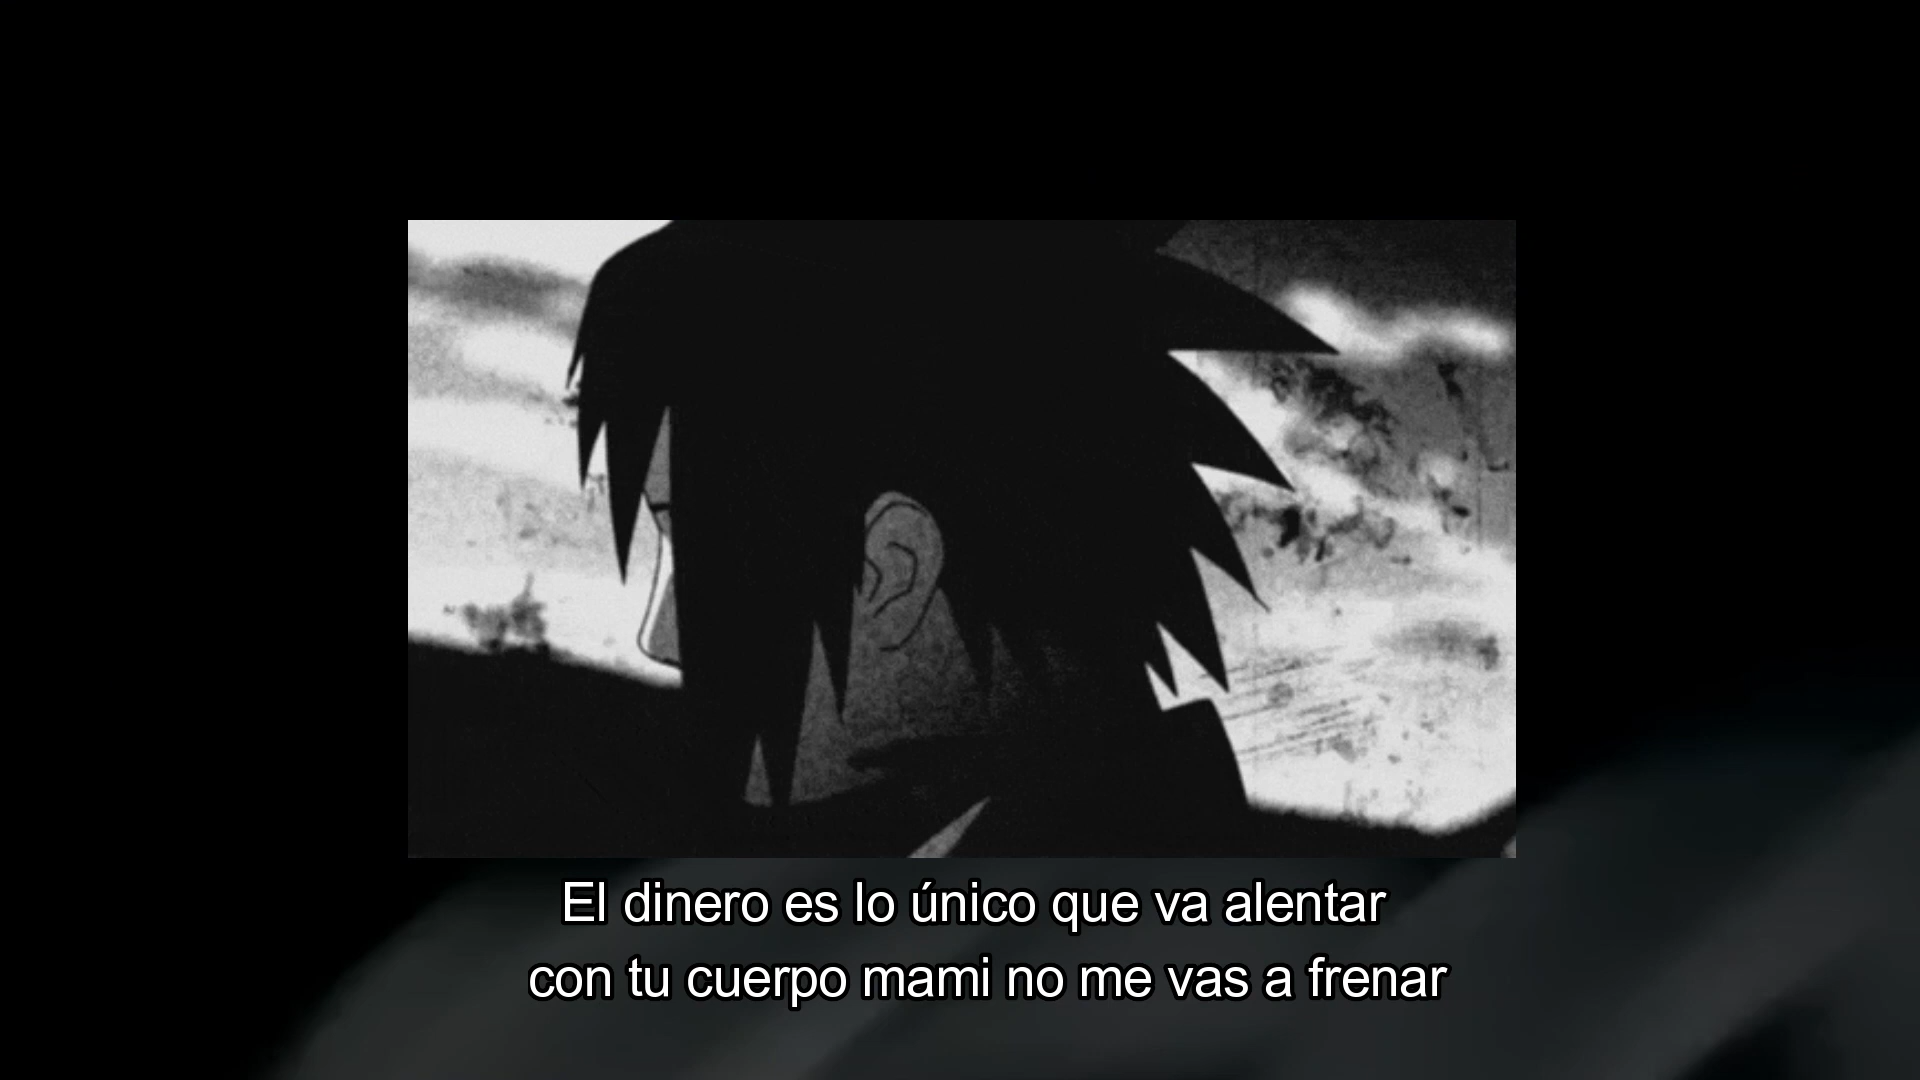 El dinero es lo único que va alentar
con tu cuerpo mami no me vas a frenar